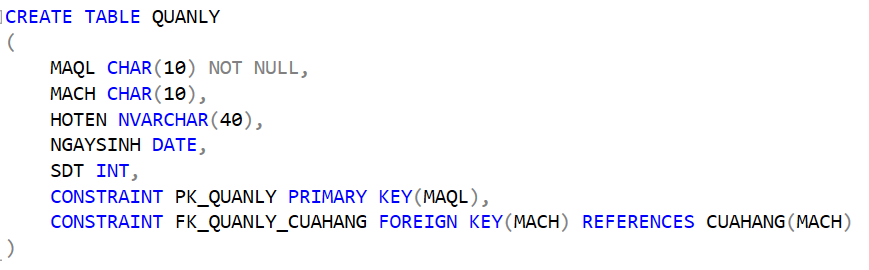 CREATE TABLE QUANLY
(
MAQL CHAR(10) NOT NULL,
MACH CHAR(10),
HOTEN NVARCHAR(40),
NGAYSINH DATE,
SDT INT,
CONSTRAINT PK_QUANLY PRIMARY KEY(MAQL),
CONSTRAINT FK_QUANLY_CUAHANG FOREIGN KEY(MACH) REFERENCES CUAHANG(MACH)
)